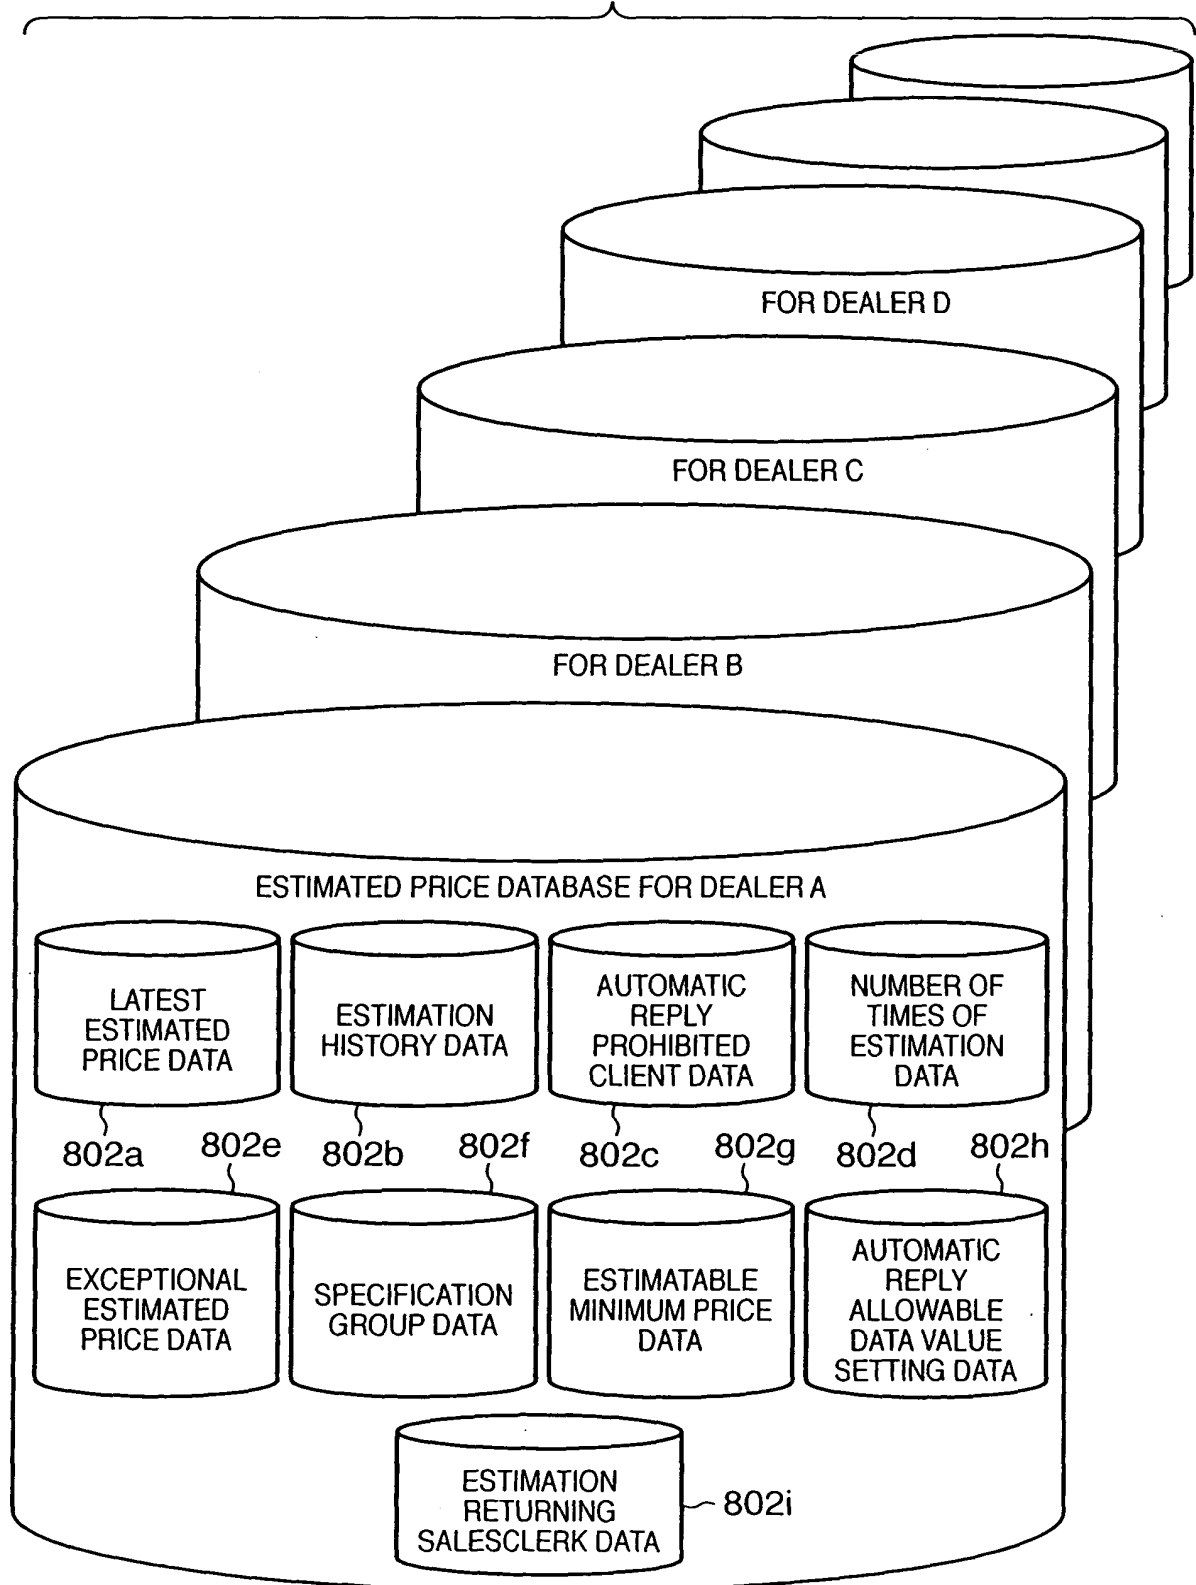 FOR DEALER D
FOR DEALER C
FOR DEALER B
ESTIMATED PRICE DATABASE FOR DEALER A
LATEST
ESTIMATED
PRICE DATA
ESTIMATION
HISTORY DATA
AUTOMATIC
REPLY
PROHIBITED
CLIENT DATA
NUMBER OF
TIMES OF
ESTIMATION
DATA
802a
802e
802b
802f
802c
802g
802d
802h
EXCEPTIONAL
ESTIMATED
PRICE DATA
SPECIFICATION
GROUP DATA
ESTIMATABLE
MINIMUM PRICE
DATA
AUTOMATIC
REPLY
ALLOWABLE
DATA VALUE
SETTING DATA
ESTIMATION
RETURNING
SALESCLERK DATA
802i